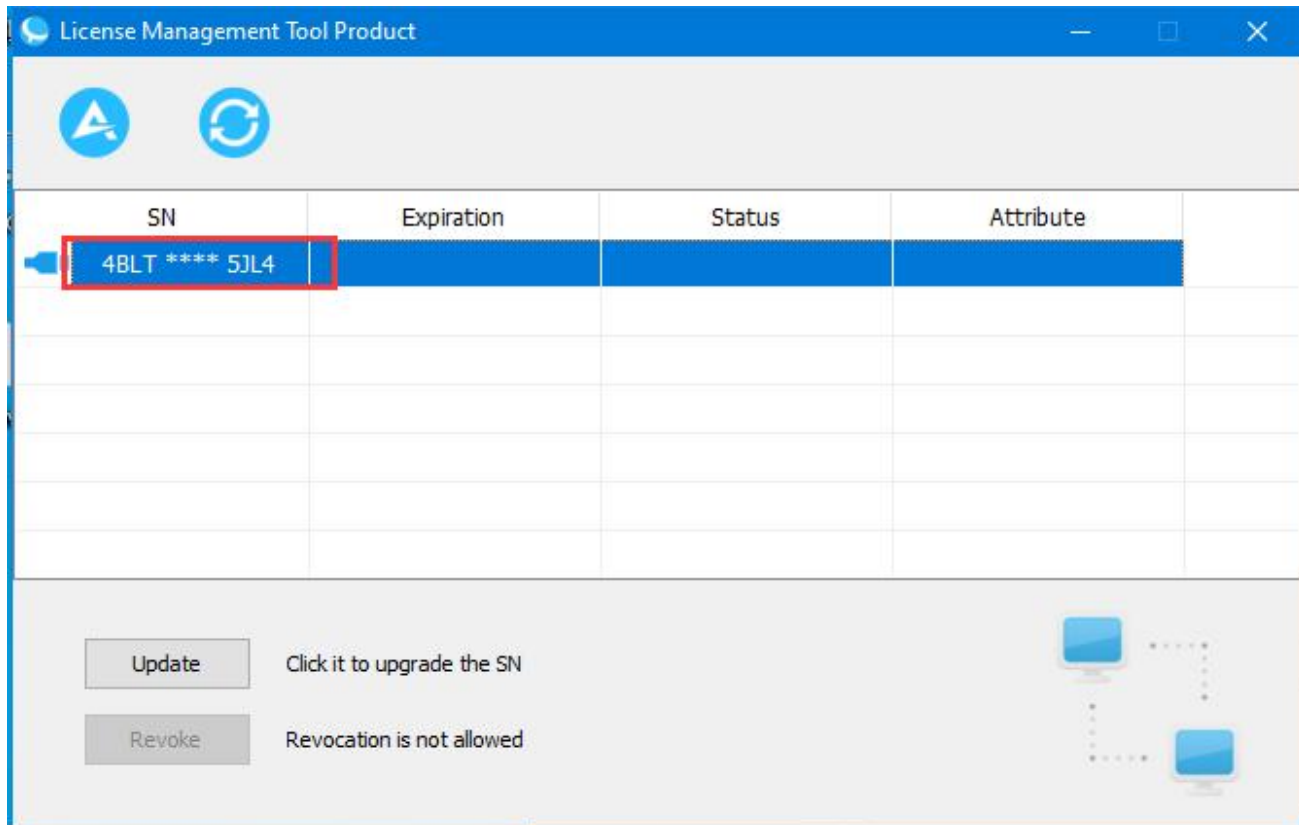 License Management Tool Product
SN Expiration Status Attribute
4BLT **** 5JL4
Update Click it to upgrade the SN
Revoke Revocation is not allowed